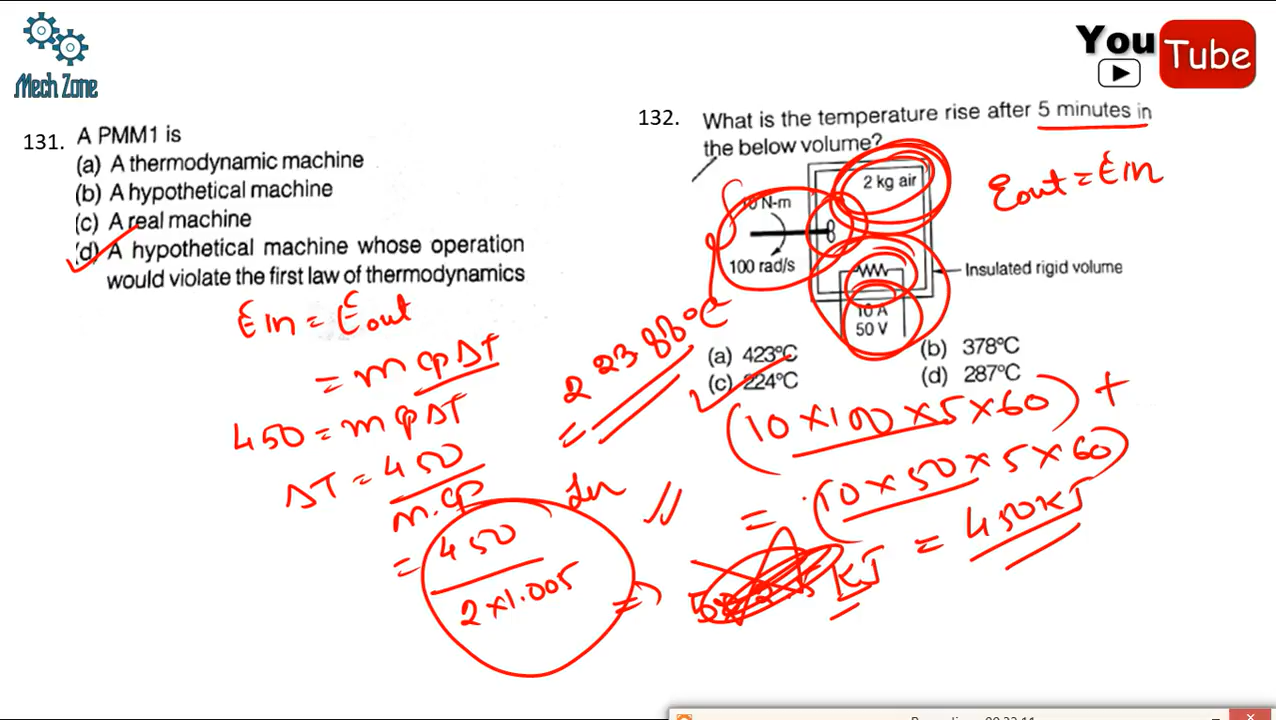 Mech Zone
You Tube
131. A PMM1 is
(a) A thermodynamic machine
(b) A hypothetical machine
(c) A real machine
(d) A hypothetical machine whose operation
would violate the first law of thermodynamics
Ein = Eout
= m cp ΔT
450 = m cp ΔT
ΔT = 450
m.cp
= 450
2×1.005
=>
132. What is the temperature rise after 5 minutes in
the below volume?
2 kg air
10 N-m
100 rad/s
Insulated rigid volume
10 A
50 V
Eout = Ein
(a) 423°C
(b) 378°C
(c) 224°C
(d) 287°C
(10×100×5×60) +
(10×50×5×60)
=
= 450KJ
KJ
= 223.88°C